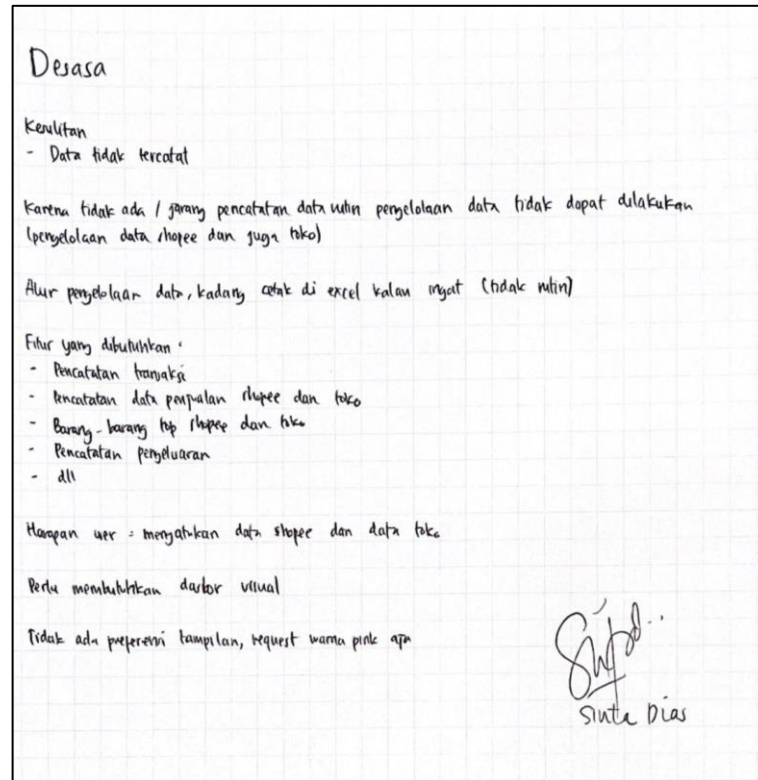 Desasa
Kesulitan
- Data tidak tercatat
Karena tidak ada / jarang pencatatan data rutin pengelolaan data tidak dapat dilakukan
(pengelolaan data shopee dan juga toko)
Alur pengelolaan data, kadang cetak di excel kalau ingat (tidak rutin)
Fitur yang dibutuhkan :
- Pencatatan transaksi
- Pencatatan data penjualan shopee dan toko
- Barang-barang top shopee dan toko
- Pencatatan pengeluaran
- dll
Harapan user : menyatukan data shopee dan data toko
Perlu membutuhkan dasbor visual
Tidak ada preferensi tampilan, request warna pink aja
Sinta Dias